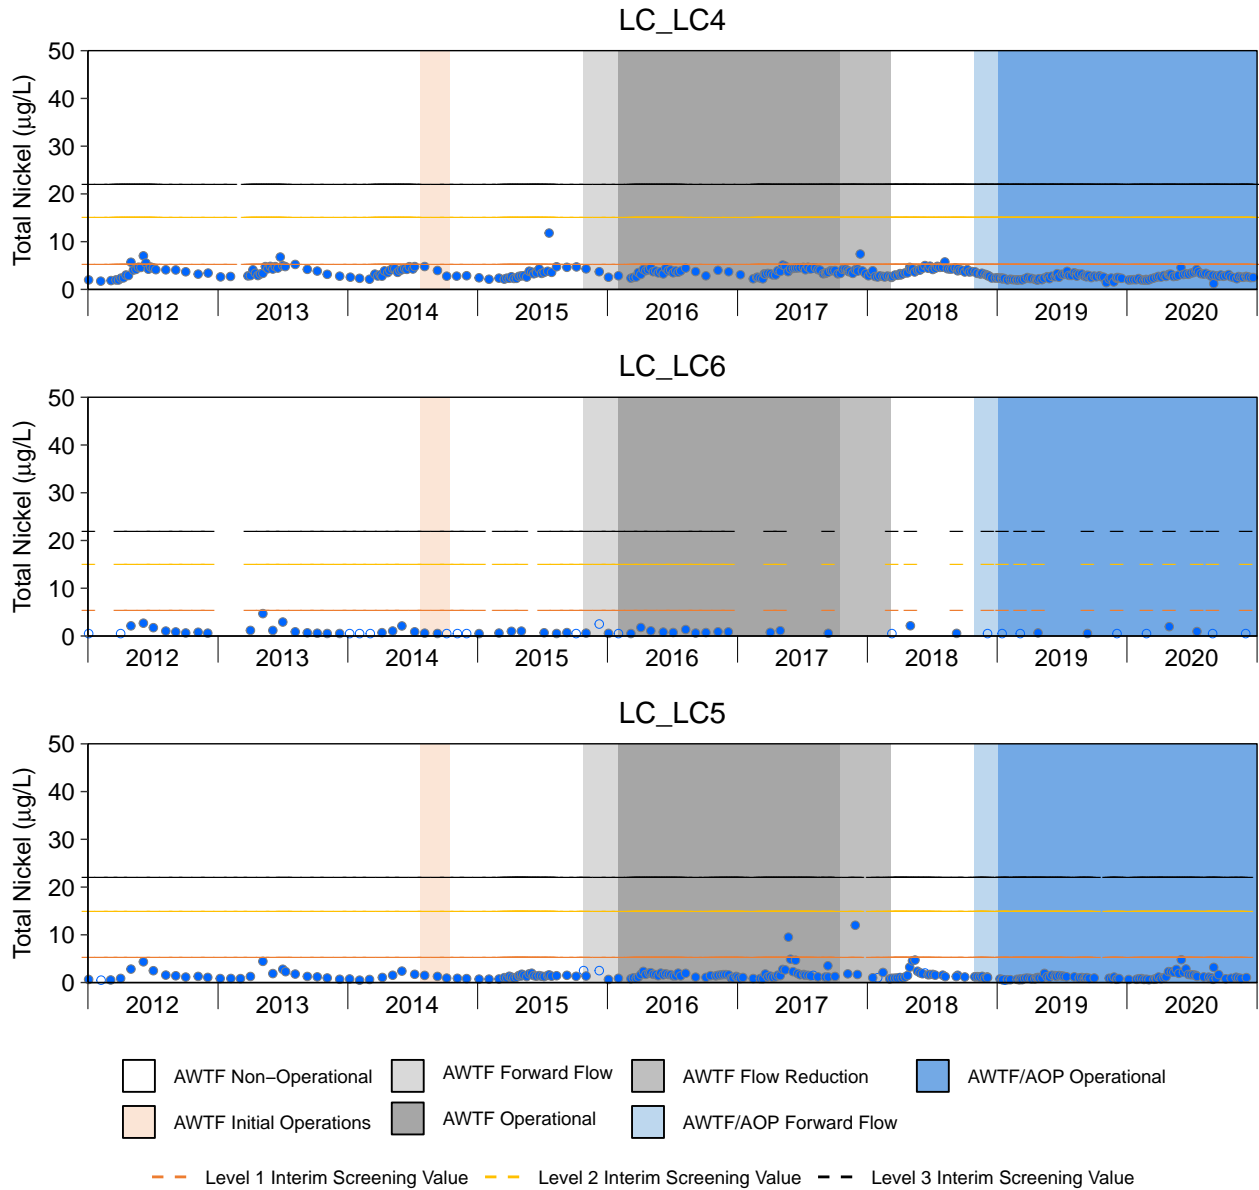 LC_LC4
Total Nickel (µg/L)
50
40
30
20
10
0
2012 2013 2014 2015 2016 2017 2018 2019 2020
LC_LC6
Total Nickel (µg/L)
50
40
30
20
10
0
2012 2013 2014 2015 2016 2017 2018 2019 2020
LC_LC5
Total Nickel (µg/L)
50
40
30
20
10
0
2012 2013 2014 2015 2016 2017 2018 2019 2020
AWTF Non−Operational AWTF Forward Flow AWTF Flow Reduction AWTF/AOP Operational
AWTF Initial Operations AWTF Operational AWTF/AOP Forward Flow
Level 1 Interim Screening Value Level 2 Interim Screening Value Level 3 Interim Screening Value